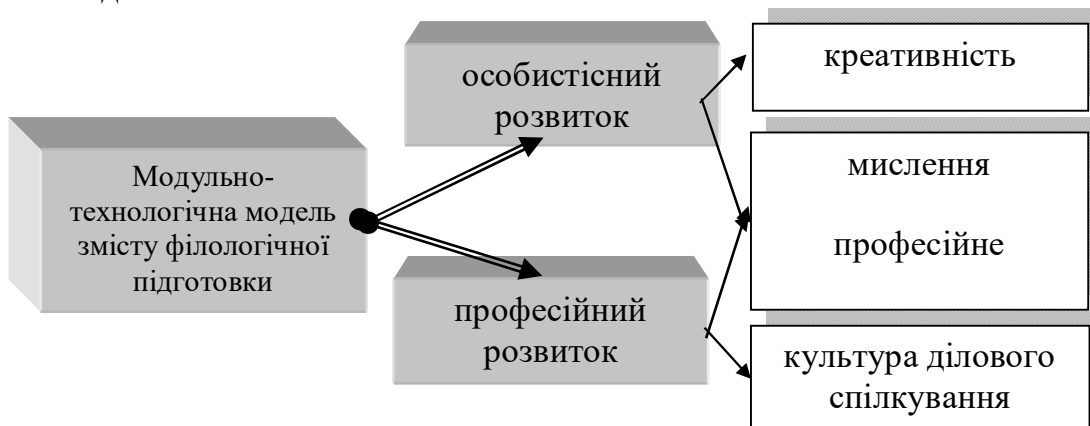 Модульно-
технологічна модель
змісту філологічної
підготовки
особистісний
розвиток
професійний
розвиток
креативність
мислення
професійне
культура ділового
спілкування